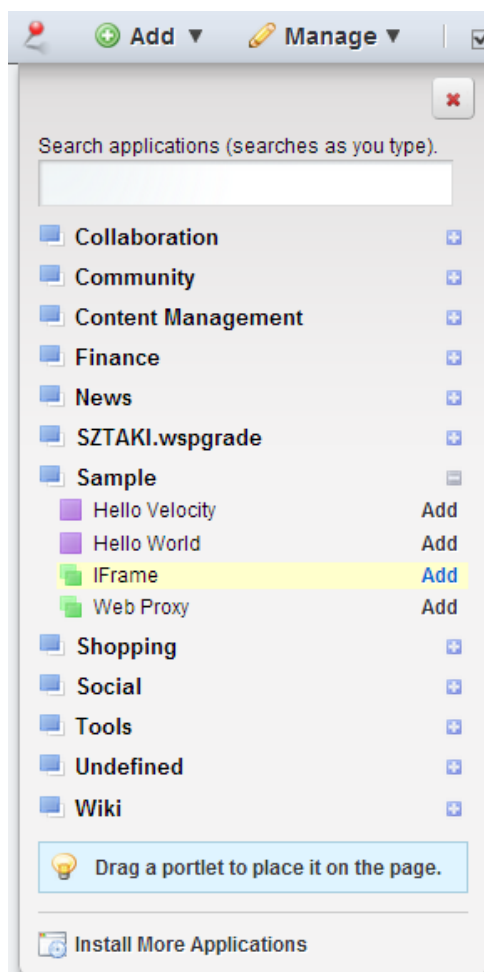 Add ▼ Manage ▼
Search applications (searches as you type).
Collaboration
Community
Content Management
Finance
News
SZTAKI.wspgrade
Sample
Hello Velocity Add
Hello World Add
IFrame Add
Web Proxy Add
Shopping
Social
Tools
Undefined
Wiki
Drag a portlet to place it on the page.
Install More Applications